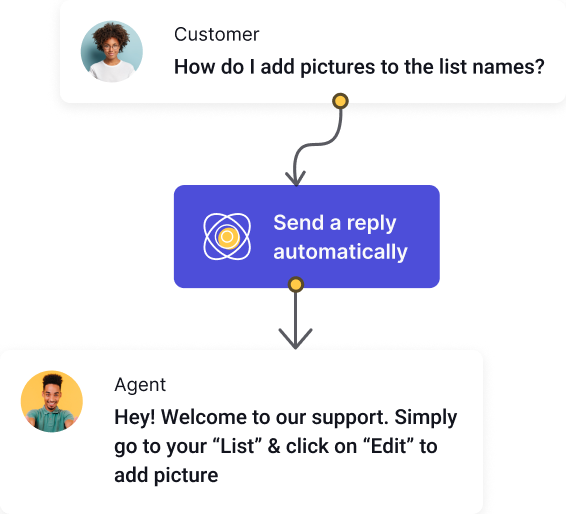 Customer
How do I add pictures to the list names?
Send a reply
automatically
Agent
Hey! Welcome to our support. Simply
go to your “List” & click on “Edit” to
add picture